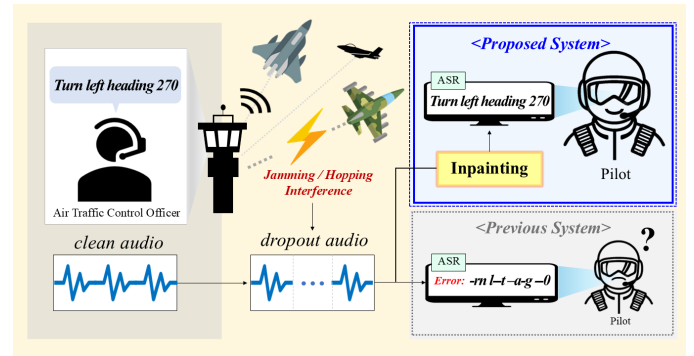 Turn left heading 270
Air Traffic Control Officer
clean audio
Jamming / Hopping
Interference
dropout audio
<Proposed System>
ASR
Turn left heading 270
Inpainting
Pilot
<Previous System>
?
ASR
Error: -rn l--t --a-g --0
Pilot